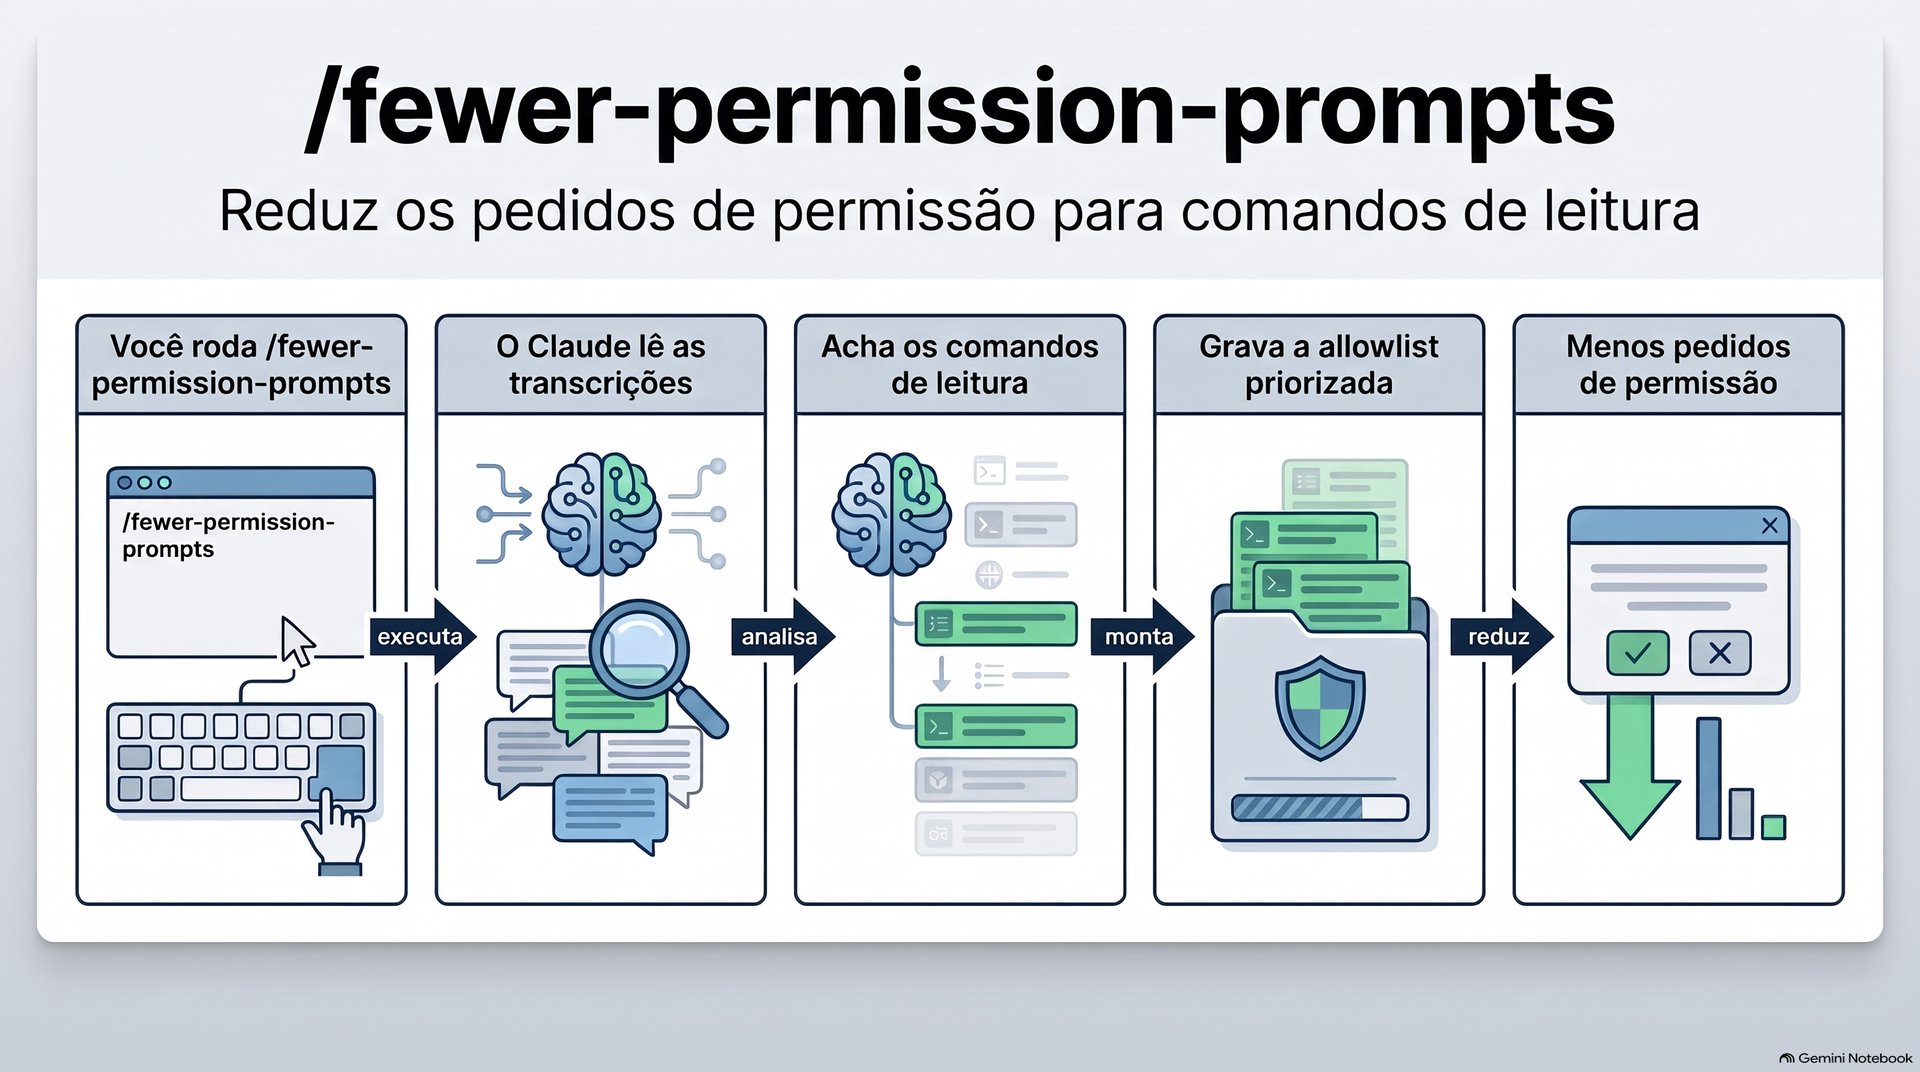 /fewer-permission-prompts
Reduz os pedidos de permissão para comandos de leitura
Você roda /fewer-
permission-prompts
/fewer-permission-
prompts
executa
O Claude lê as
transcrições
analisa
Acha os comandos
de leitura
monta
Grava a allowlist
priorizada
reduz
Menos pedidos
de permissão
Gemini Notebook